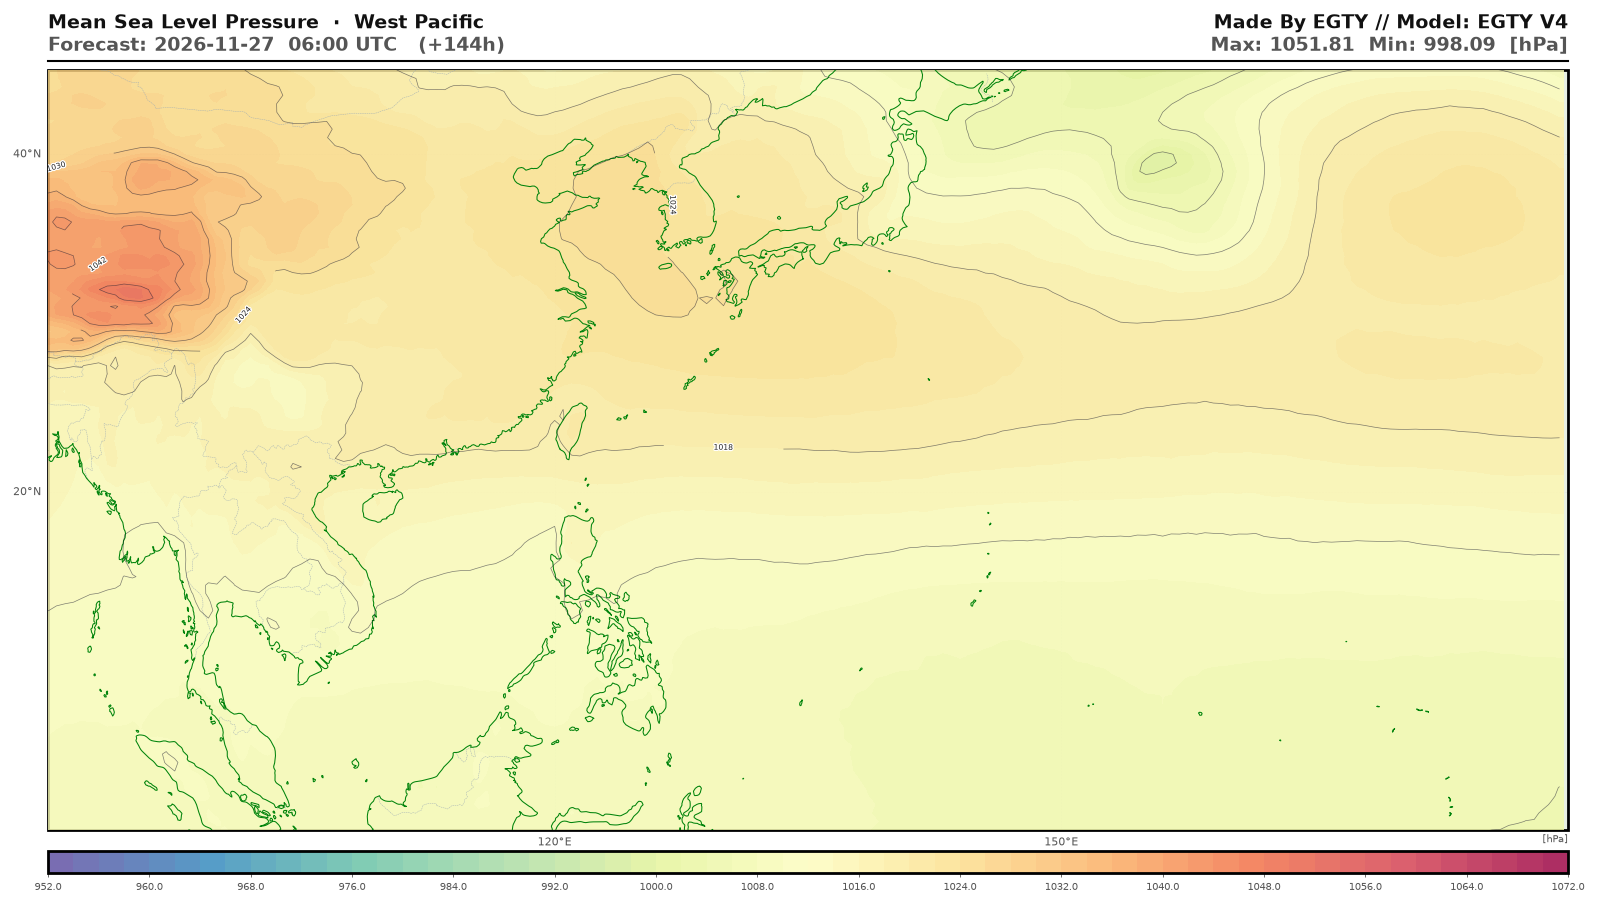 Mean Sea Level Pressure · West Pacific
Made By EGTY // Model: EGTY V4
Forecast: 2026-11-27 06:00 UTC (+144h)
Max: 1051.81 Min: 998.09 [hPa]
40°N
1030
1024
1042
1024
1018
20°N
120°E
150°E
[hPa]
952.0 960.0 968.0 976.0 984.0 992.0 1000.0 1008.0 1016.0 1024.0 1032.0 1040.0 1048.0 1056.0 1064.0 1072.0